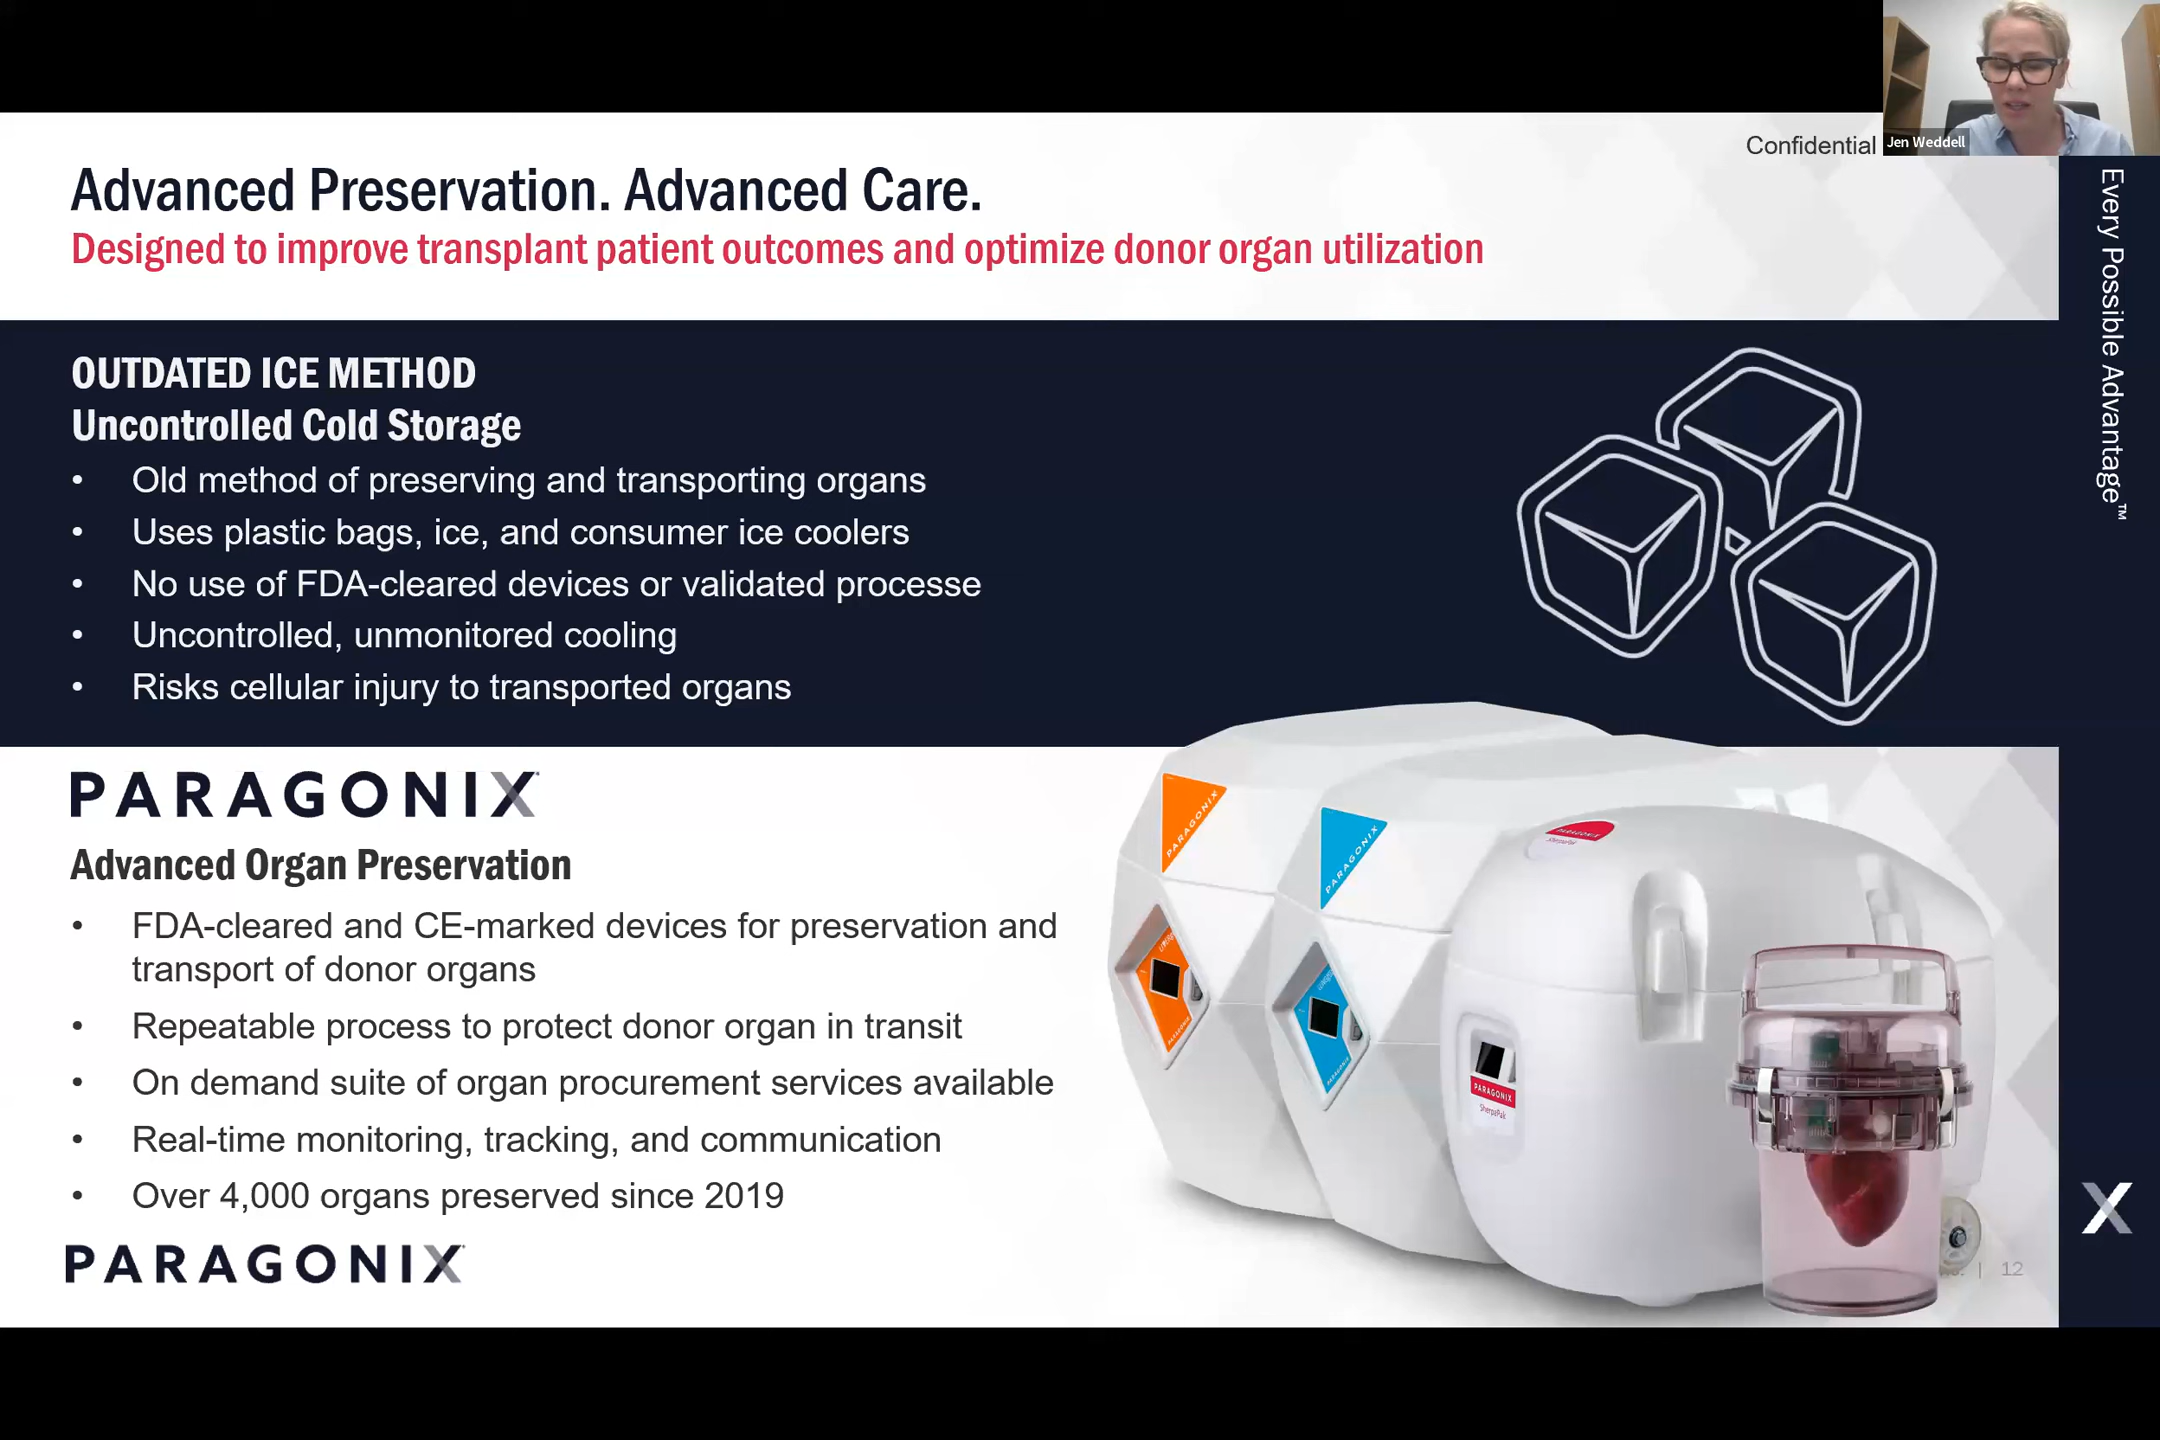 Confidential
Jen Weddell
Advanced Preservation. Advanced Care.
Designed to improve transplant patient outcomes and optimize donor organ utilization
Every Possible Advantage™
OUTDATED ICE METHOD
Uncontrolled Cold Storage
• Old method of preserving and transporting organs
• Uses plastic bags, ice, and consumer ice coolers
• No use of FDA-cleared devices or validated processe
• Uncontrolled, unmonitored cooling
• Risks cellular injury to transported organs
PARAGONIX
Advanced Organ Preservation
• FDA-cleared and CE-marked devices for preservation and
transport of donor organs
• Repeatable process to protect donor organ in transit
• On demand suite of organ procurement services available
• Real-time monitoring, tracking, and communication
• Over 4,000 organs preserved since 2019
PARAGONIX
PARAGONIX
PARAGONIX
PARAGONIX
SherpaPak
PARAGONIX
PARAGONIX
PARAGONIX
SherpaPak
X
| 12